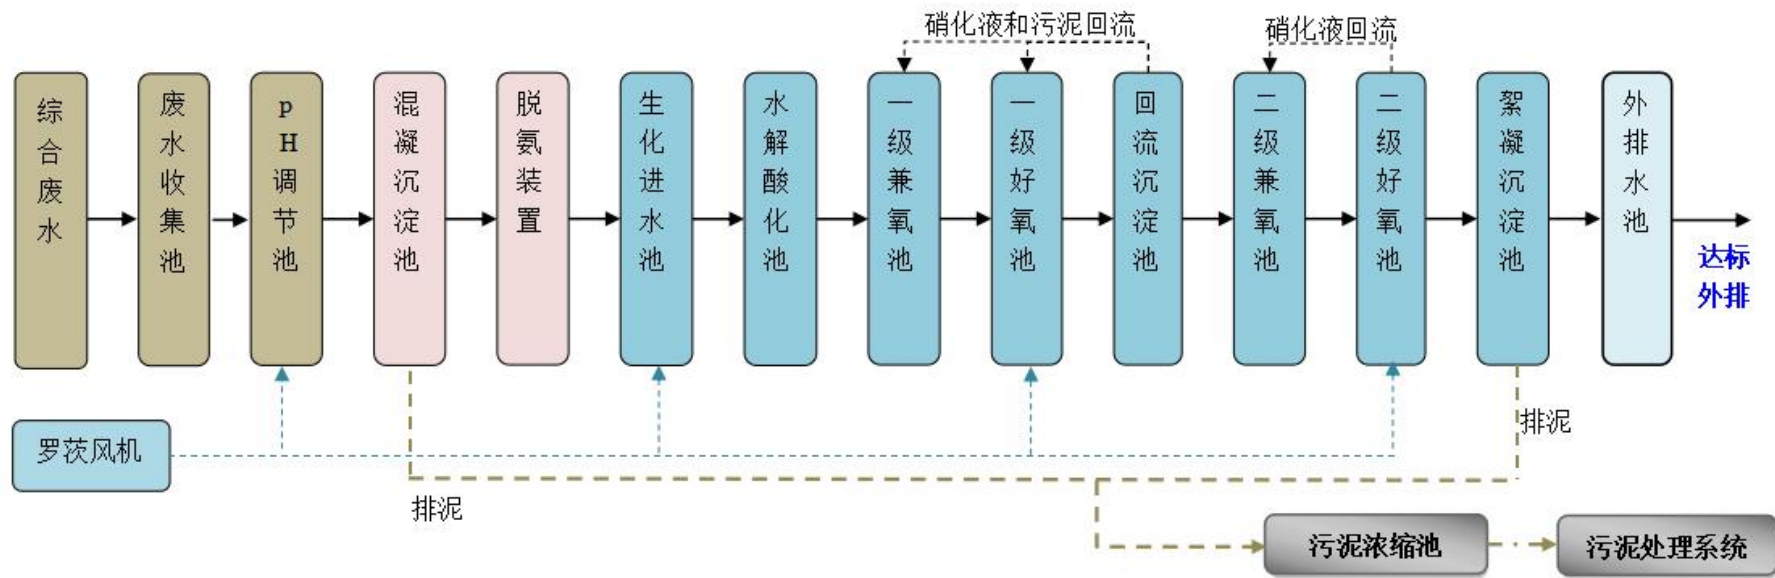 硝化液和污泥回流
硝化液回流
综合废水
废水收集池
pH调节池
混凝沉淀池
脱氨装置
生化进水池
水解酸化池
一级兼氧池
一级好氧池
回流沉淀池
二级兼氧池
二级好氧池
絮凝沉淀池
外排水池
达标
外排
罗茨风机
排泥
排泥
污泥浓缩池
污泥处理系统